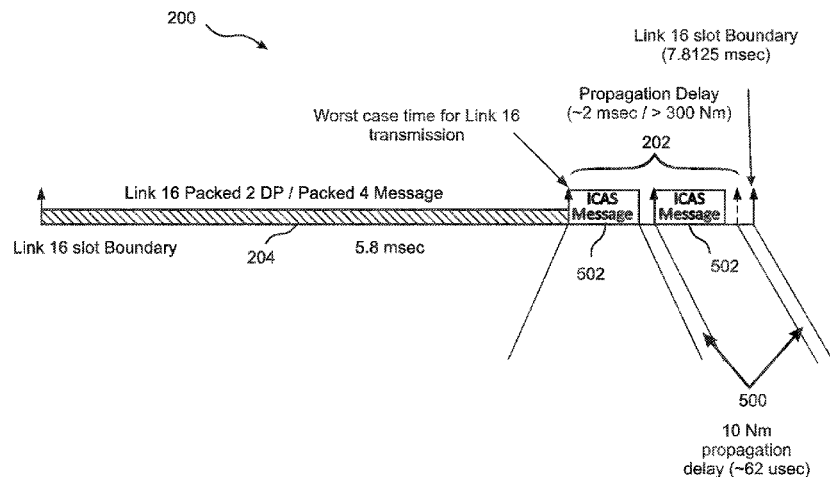 200
Link 16 slot Boundary
(7.8125 msec)
Propagation Delay
(~2 msec / > 300 Nm)
Worst case time for Link 16
transmission
202
Link 16 Packed 2 DP / Packed 4 Message
ICAS
Message
ICAS
Message
Link 16 slot Boundary
204
5.8 msec
502
502
500
10 Nm
propagation
delay (~62 usec)